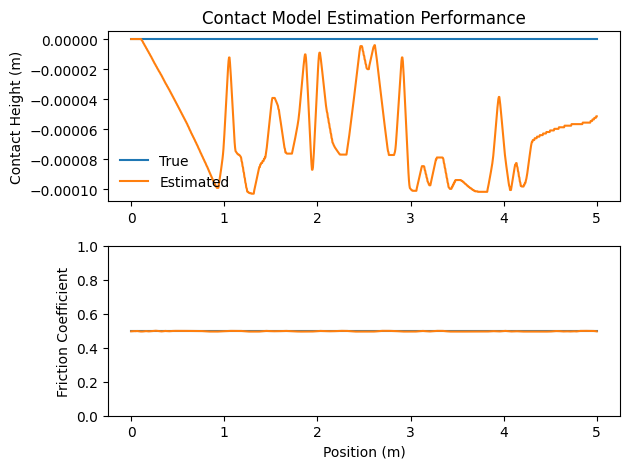 Contact Model Estimation Performance
Contact Height (m)
0.00000
−0.00002
−0.00004
−0.00006
−0.00008
−0.00010
True
Estimated
0 1 2 3 4 5
Friction Coefficient
1.0
0.8
0.6
0.4
0.2
0.0
0 1 2 3 4 5
Position (m)